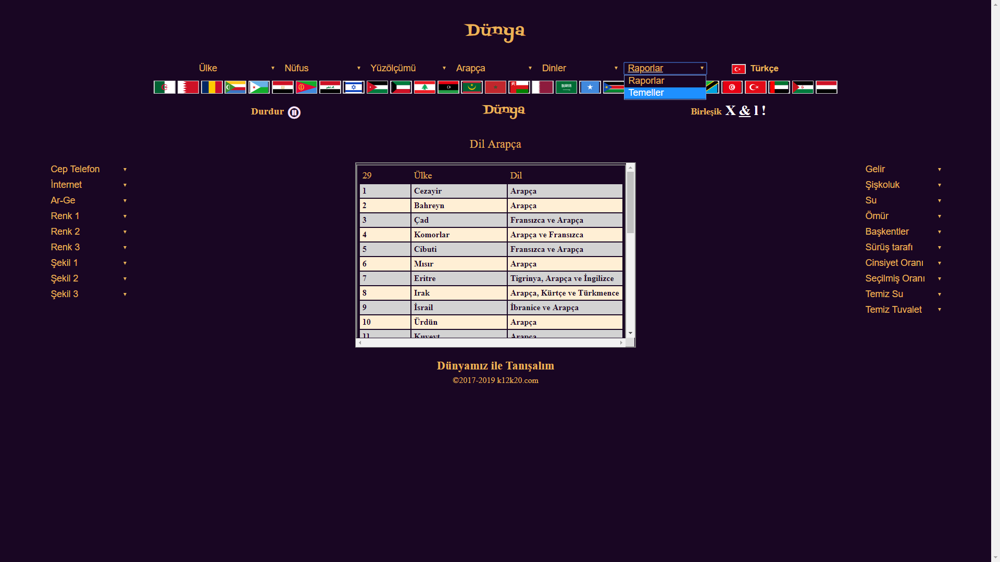 Dünya
Ülke Nüfus Yüzölçümü Arapça Dinler Raporlar Türkçe
Raporlar
Temeller
Durdur Dünya Birleşik X & l !
Dil Arapça
Cep Telefon
İnternet
Ar-Ge
Renk 1
Renk 2
Renk 3
Şekil 1
Şekil 2
Şekil 3
29 Ülke Dil
1 Cezayir Arapça
2 Bahreyn Arapça
3 Çad Fransızca ve Arapça
4 Komorlar Arapça ve Fransızca
5 Cibuti Fransızca ve Arapça
6 Mısır Arapça
7 Eritre Tigrinya, Arapça ve İngilizce
8 Irak Arapça, Kürtçe ve Türkmence
9 İsrail İbranice ve Arapça
10 Ürdün Arapça
11 Kuveyt Arapça
Gelir
Şişkoluk
Su
Ömür
Başkentler
Sürüş tarafı
Cinsiyet Oranı
Seçilmiş Oranı
Temiz Su
Temiz Tuvalet
Dünyamız ile Tanışalım
©2017-2019 k12k20.com